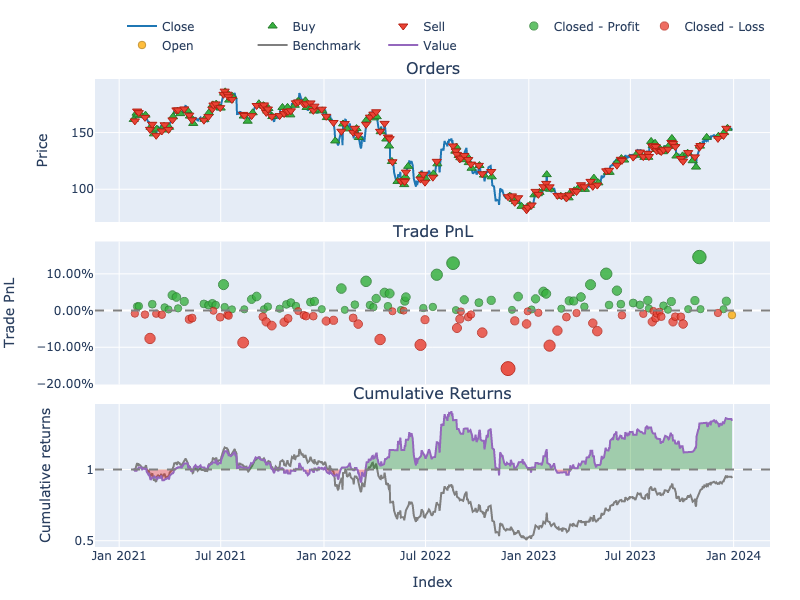 Close Buy Sell Closed - Profit Closed - Loss
Open Benchmark Value
Orders
Price
150
100
Trade PnL
Trade PnL
10.00%
0.00%
−10.00%
−20.00%
Cumulative Returns
Cumulative returns
1
0.5
Jan 2021 Jul 2021 Jan 2022 Jul 2022 Jan 2023 Jul 2023 Jan 2024
Index